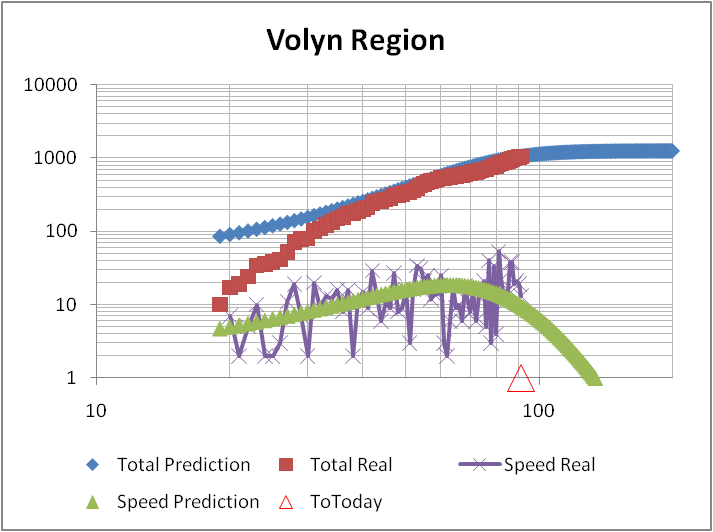 Volyn Region
10000
1000
100
10
1
10
100
Total Prediction
Total Real
Speed Real
Speed Prediction
ToToday